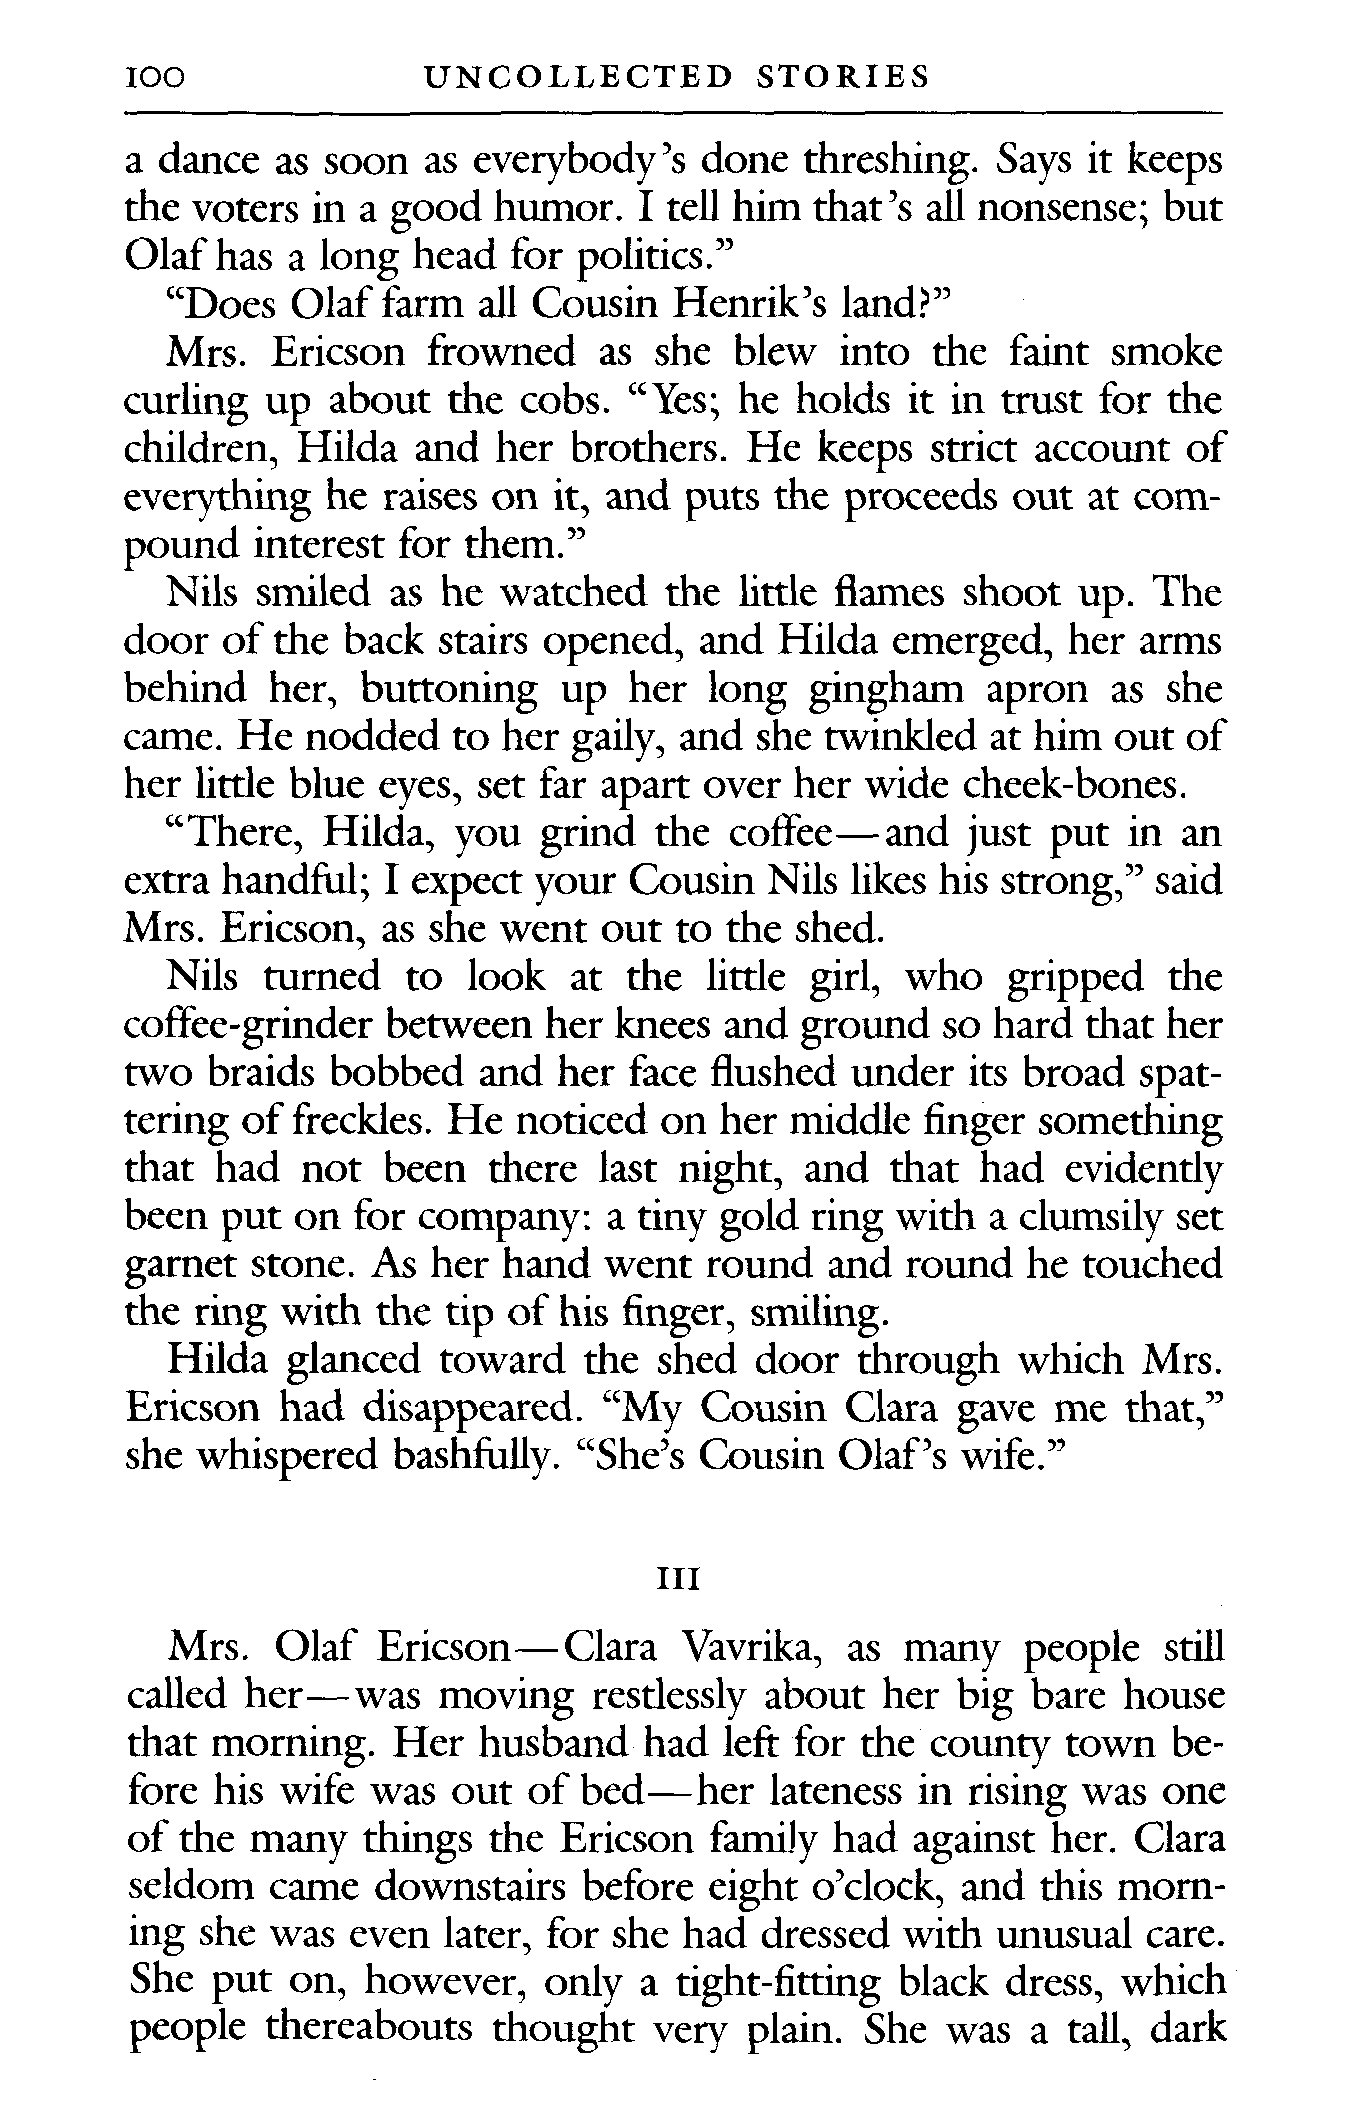 100 UNCOLLECTED STORIES
a dance as soon as everybody's done threshing. Says it keeps
the voters in a good humor. I tell him that's all nonsense; but
Olaf has a long head for politics.”
“Does Olaf farm all Cousin Henrik's land?”
Mrs. Ericson frowned as she blew into the faint smoke
curling up about the cobs. “Yes; he holds it in trust for the
children, Hilda and her brothers. He keeps strict account of
everything he raises on it, and puts the proceeds out at com-
pound interest for them.”
Nils smiled as he watched the little flames shoot up. The
door of the back stairs opened, and Hilda emerged, her arms
behind her, buttoning up her long gingham apron as she
came. He nodded to her gaily, and she twinkled at him out of
her little blue eyes, set far apart over her wide cheek-bones.
“There, Hilda, you grind the coffee—and just put in an
extra handful; I expect your Cousin Nils likes his strong,” said
Mrs. Ericson, as she went out to the shed.
Nils turned to look at the little girl, who gripped the
coffee-grinder between her knees and ground so hard that her
two braids bobbed and her face flushed under its broad spat-
tering of freckles. He noticed on her middle finger something
that had not been there last night, and that had evidently
been put on for company: a tiny gold ring with a clumsily set
garnet stone. As her hand went round and round he touched
the ring with the tip of his finger, smiling.
Hilda glanced toward the shed door through which Mrs.
Ericson had disappeared. “My Cousin Clara gave me that,”
she whispered bashfully. “She's Cousin Olaf's wife.”
III
Mrs. Olaf Ericson—Clara Vavrika, as many people still
called her—was moving restlessly about her big bare house
that morning. Her husband had left for the county town be-
fore his wife was out of bed—her lateness in rising was one
of the many things the Ericson family had against her. Clara
seldom came downstairs before eight o'clock, and this morn-
ing she was even later, for she had dressed with unusual care.
She put on, however, only a tight-fitting black dress, which
people thereabouts thought very plain. She was a tall, dark